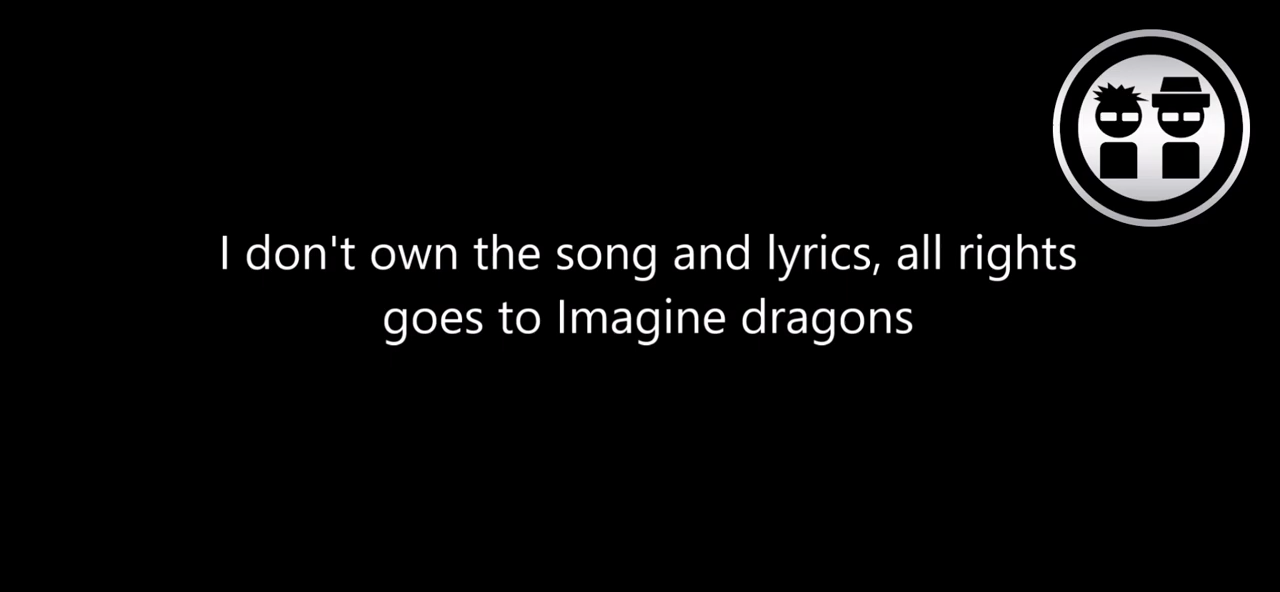 I don't own the song and lyrics, all rights
goes to Imagine dragons